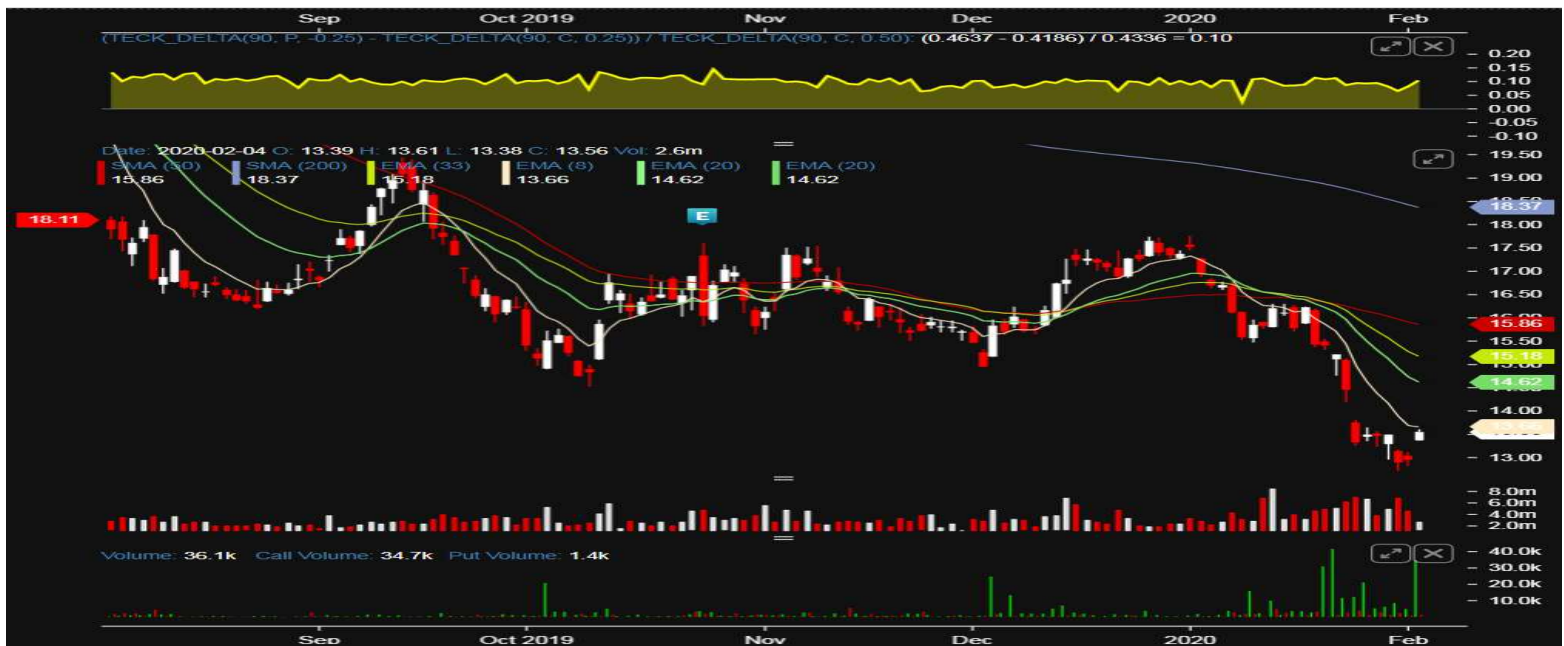 Sep Oct 2019 Nov Dec 2020 Feb
(TECK_DELTA(90, P, -0.25) - TECK_DELTA(90, C, 0.25)) / TECK_DELTA(90, C, 0.50): (0.4637 - 0.4186) / 0.4336 = 0.10
0.20
0.15
0.10
0.05
0.00
-0.05
-0.10
Date: 2020-02-04 O: 13.39 H: 13.61 L: 13.38 C: 13.56 Vol: 2.6m
SMA (50) SMA (200) EMA (33) EMA (8) EMA (20) EMA (20)
15.86 18.37 15.18 13.66 14.62 14.62
19.50
19.00
18.37
18.11
E
18.00
17.50
17.00
16.50
15.86
15.50
15.18
14.62
14.00
13.66
13.00
8.0m
6.0m
4.0m
2.0m
Volume: 36.1k Call Volume: 34.7k Put Volume: 1.4k
40.0k
30.0k
20.0k
10.0k
Sep Oct 2019 Nov Dec 2020 Feb